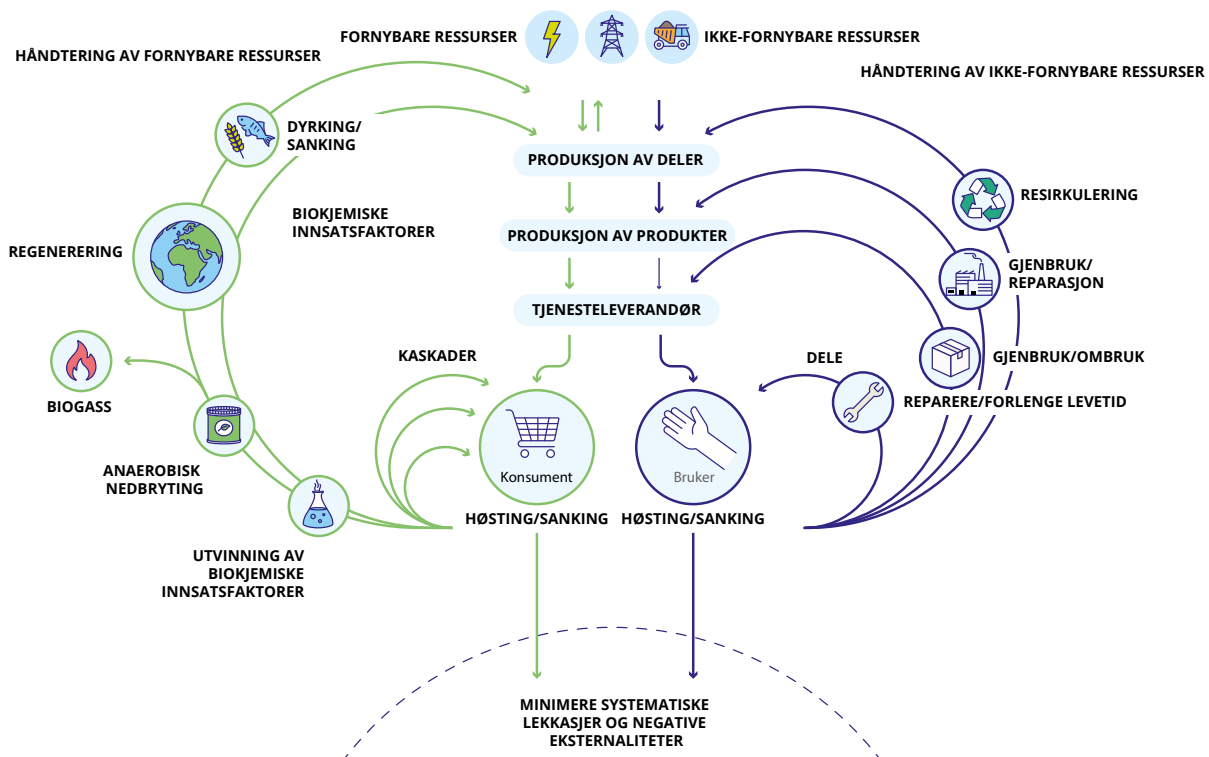 FORNYBARE RESSURSER
IKKE-FORNYBARE RESSURSER
HÅNDTERING AV FORNYBARE RESSURSER
HÅNDTERING AV IKKE-FORNYBARE RESSURSER
DYRKING/
SANKING
PRODUKSJON AV DELER
RESIRKULERING
BIOKJEMISKE
INNSATSFAKTORER
REGENERERING
PRODUKSJON AV PRODUKTER
GJENBRUK/
REPARASJON
TJENESTELEVERANDØR
KASKADER
DELE
GJENBRUK/OMBRUK
BIOGASS
REPARERE/FORLENGE LEVETID
ANAEROBISK
NEDBRYTING
Konsument
Bruker
HØSTING/SANKING
HØSTING/SANKING
UTVINNING AV
BIOKJEMISKE
INNSATSFAKTORER
MINIMERE SYSTEMATISKE
LEKKASJER OG NEGATIVE
EKSTERNALITETER